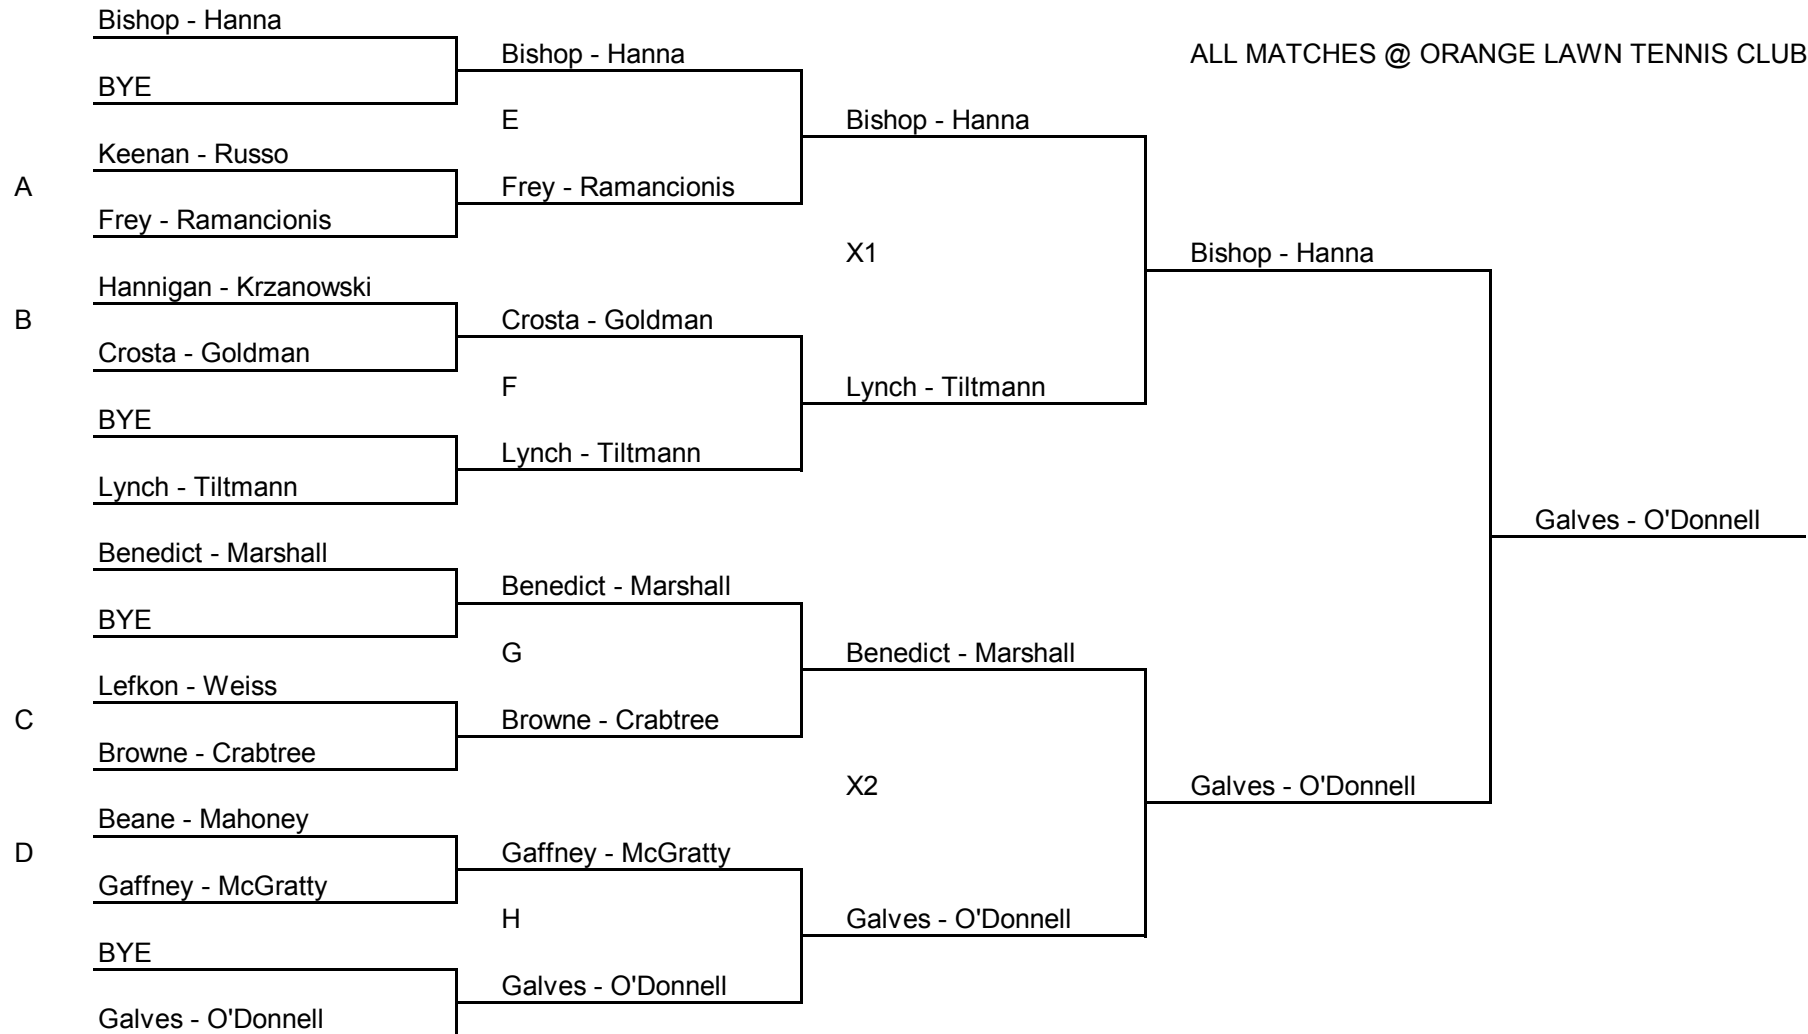 Bishop - Hanna
Bishop - Hanna
ALL MATCHES @ ORANGE LAWN TENNIS CLUB
BYE
E
Bishop - Hanna
Keenan - Russo
A
Frey - Ramancionis
Frey - Ramancionis
X1
Bishop - Hanna
Hannigan - Krzanowski
B
Crosta - Goldman
Crosta - Goldman
F
Lynch - Tiltmann
BYE
Lynch - Tiltmann
Lynch - Tiltmann
Galves - O'Donnell
Benedict - Marshall
Benedict - Marshall
BYE
G
Benedict - Marshall
Lefkon - Weiss
C
Browne - Crabtree
Browne - Crabtree
X2
Galves - O'Donnell
Beane - Mahoney
D
Gaffney - McGratty
Gaffney - McGratty
H
Galves - O'Donnell
BYE
Galves - O'Donnell
Galves - O'Donnell